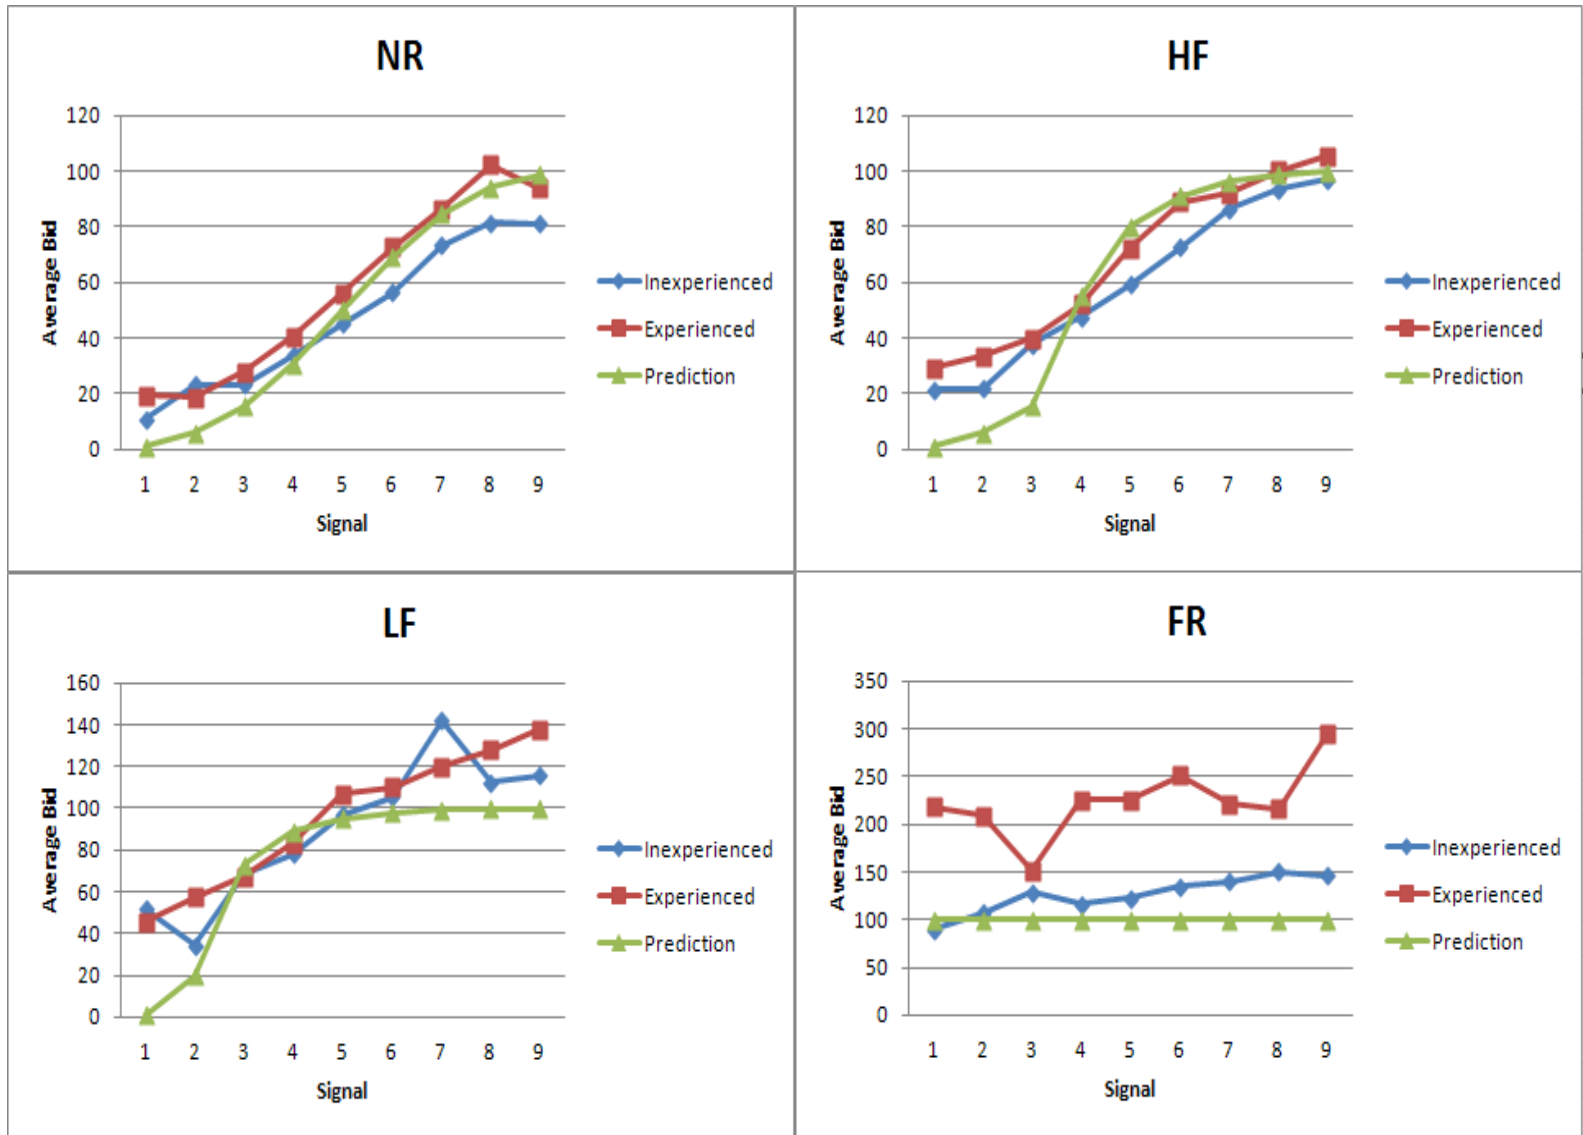 NR
120
100
80
60
40
20
0
Average Bid
1 2 3 4 5 6 7 8 9
Signal
Inexperienced
Experienced
Prediction
HF
120
100
80
60
40
20
0
Average Bid
1 2 3 4 5 6 7 8 9
Signal
Inexperienced
Experienced
Prediction
LF
160
140
120
100
80
60
40
20
0
Average Bid
1 2 3 4 5 6 7 8 9
Signal
Inexperienced
Experienced
Prediction
FR
350
300
250
200
150
100
50
0
Average Bid
1 2 3 4 5 6 7 8 9
Signal
Inexperienced
Experienced
Prediction